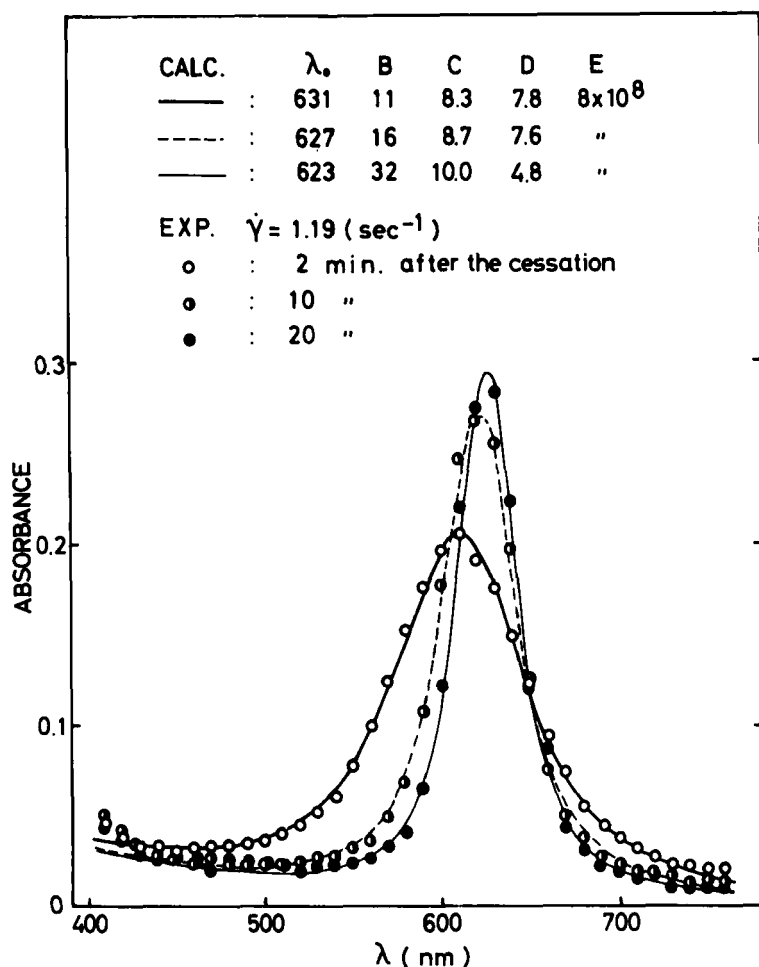 CALC. λ₀ B C D E
: 631 11 8.3 7.8 8×10⁸
: 627 16 8.7 7.6 "
: 623 32 10.0 4.8 "
EXP. γ̇ = 1.19 (sec⁻¹)
: 2 min. after the cessation
: 10 "
: 20 "
0.3
0.2
0.1
0
ABSORBANCE
400 500 600 700
λ (nm)